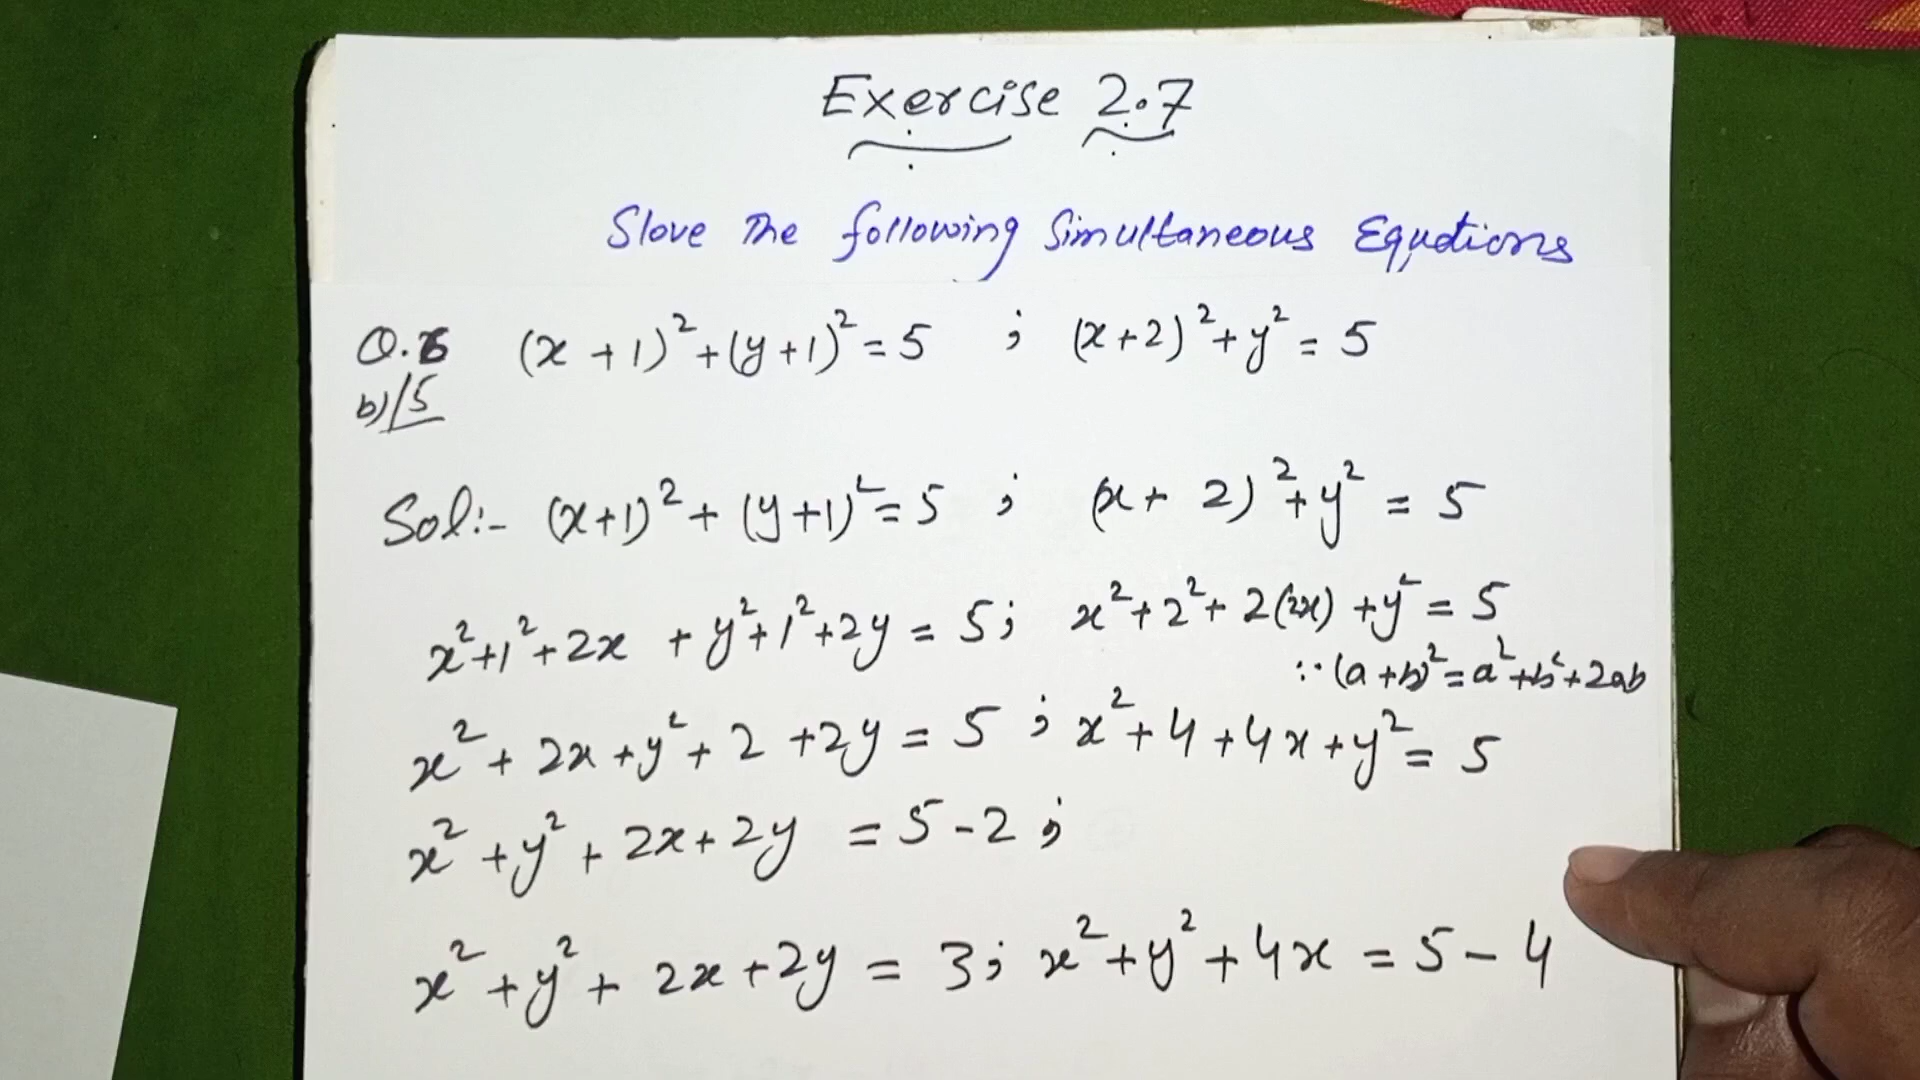 Exercise 2.7
Slove The following Simultaneous Equations
Q.6 (x+1)²+(y+1)²=5 ; (x+2)²+y²=5
b)/5
Sol:- (x+1)²+(y+1)²=5 ; (x+2)²+y²=5
x²+1²+2x+y²+1²+2y=5; x²+2²+2(2x)+y²=5
∵(a+b)²=a²+b²+2ab
x²+2x+y²+2+2y=5 ; x²+4+4x+y²=5
x²+y²+2x+2y=5-2;
x²+y²+2x+2y=3; x²+y²+4x=5-4